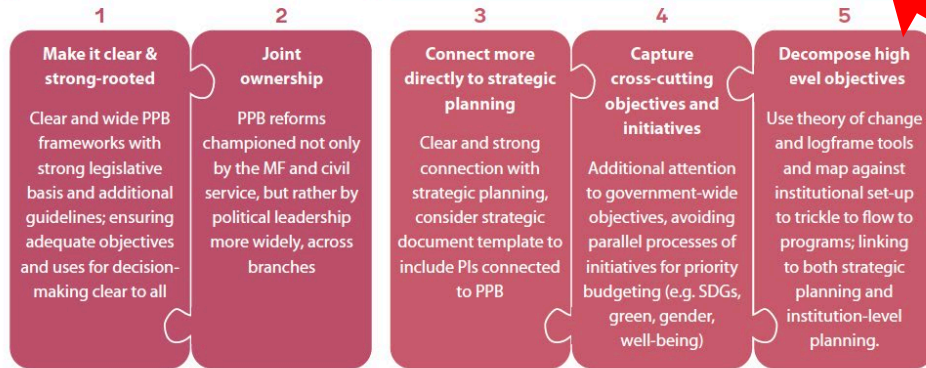 1
Make it clear &
strong-rooted
Clear and wide PPB
frameworks with
strong legislative
basis and additional
guidelines; ensuring
adequate objectives
and uses for decision-
making clear to all
2
Joint
ownership
PPB reforms
championed not only
by the MF and civil
service, but rather by
political leadership
more widely, across
branches
3
Connect more
directly to strategic
planning
Clear and strong
connection with
strategic planning,
consider strategic
document template to
include PIs connected
to PPB
4
Capture
cross-cutting
objectives and
initiatives
Additional attention
to government-wide
objectives, avoiding
parallel processes of
initiatives for priority
budgeting (e.g. SDGs,
green, gender,
well-being)
5
Decompose high
evel objectives
Use theory of change
and logframe tools
and map against
institutional set-up
to trickle to flow to
programs; linking
to both strategic
planning and
institution-level
planning.